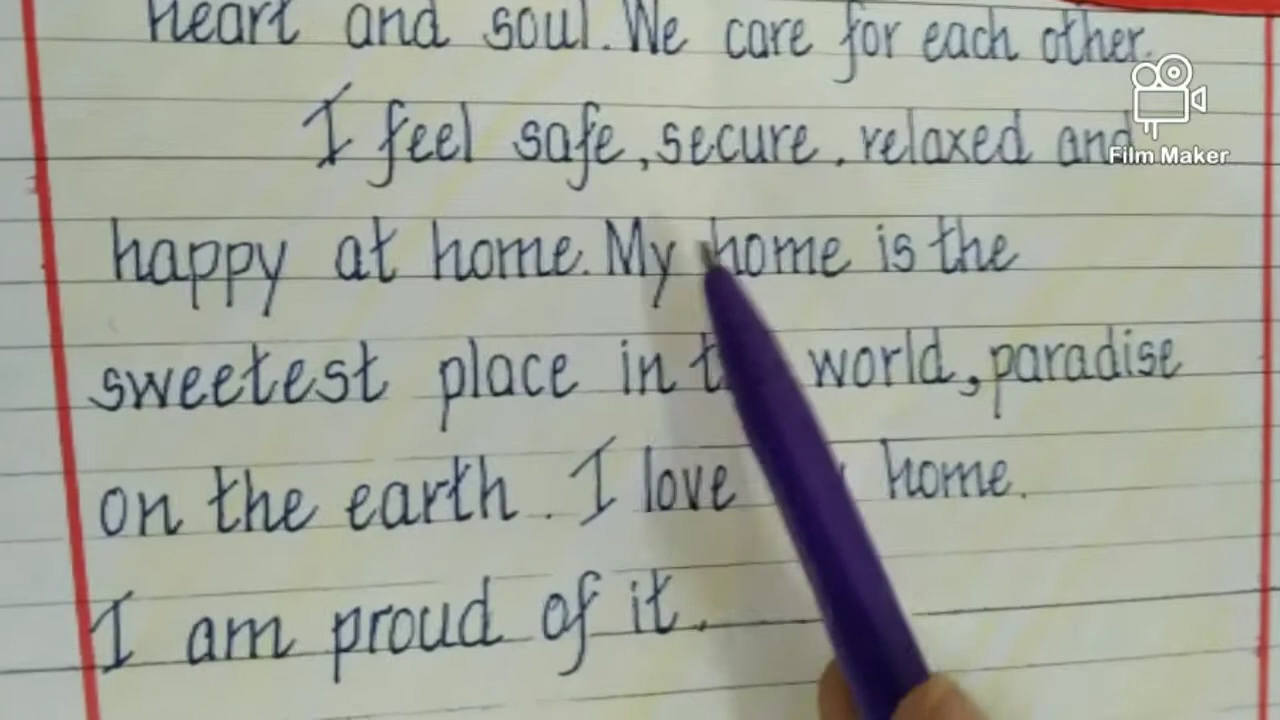 heart and soul. We care for each other.
I feel safe, secure, relaxed and
happy at home. My home is the
sweetest place in world, paradise
on the earth. I love home.
I am proud of it.
Film Maker